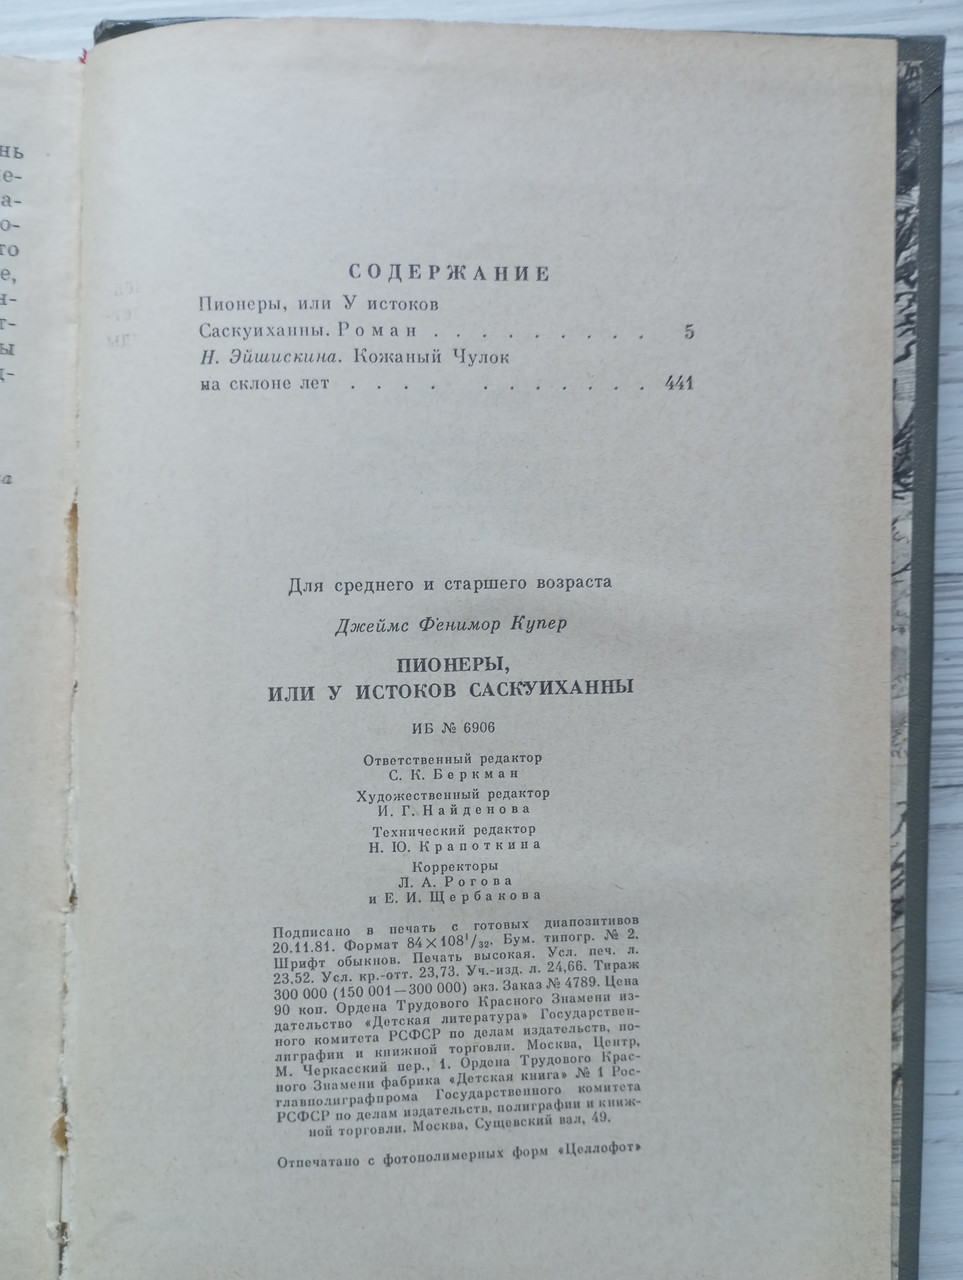 нь
е-
а-
о-
го
е,
н-
т-
ы
д-
а
СОДЕРЖАНИЕ
Пионеры, или У истоков
Саскуиханны. Роман . . . . . . . . . 5
Н. Эйшискина. Кожаный Чулок
на склоне лет . . . . . . . . . . . 441
Для среднего и старшего возраста
Джеймс Фенимор Купер
ПИОНЕРЫ,
ИЛИ У ИСТОКОВ САСКУИХАННЫ
ИБ № 6906
Ответственный редактор
С. К. Беркман
Художественный редактор
И. Г. Найденова
Технический редактор
Н. Ю. Крапоткина
Корректоры
Л. А. Рогова
и Е. И. Щербакова
Подписано в печать с готовых диапозитивов
20.11.81. Формат 84×108¹/₃₂. Бум. типогр. № 2.
Шрифт обыкнов. Печать высокая. Усл. печ. л.
23,52. Усл. кр.-отт. 23,73. Уч.-изд. л. 24,66. Тираж
300 000 (150 001—300 000) экз. Заказ № 4789. Цена
90 коп. Ордена Трудового Красного Знамени из-
дательство «Детская литература» Государствен-
ного комитета РСФСР по делам издательств, по-
лиграфии и книжной торговли. Москва, Центр,
М. Черкасский пер., 1. Ордена Трудового Крас-
ного Знамени фабрика «Детская книга» № 1 Рос-
главполиграфпрома Государственного комитета
РСФСР по делам издательств, полиграфии и книж-
ной торговли. Москва, Сущевский вал, 49.
Отпечатано с фотополимерных форм «Целлофот»